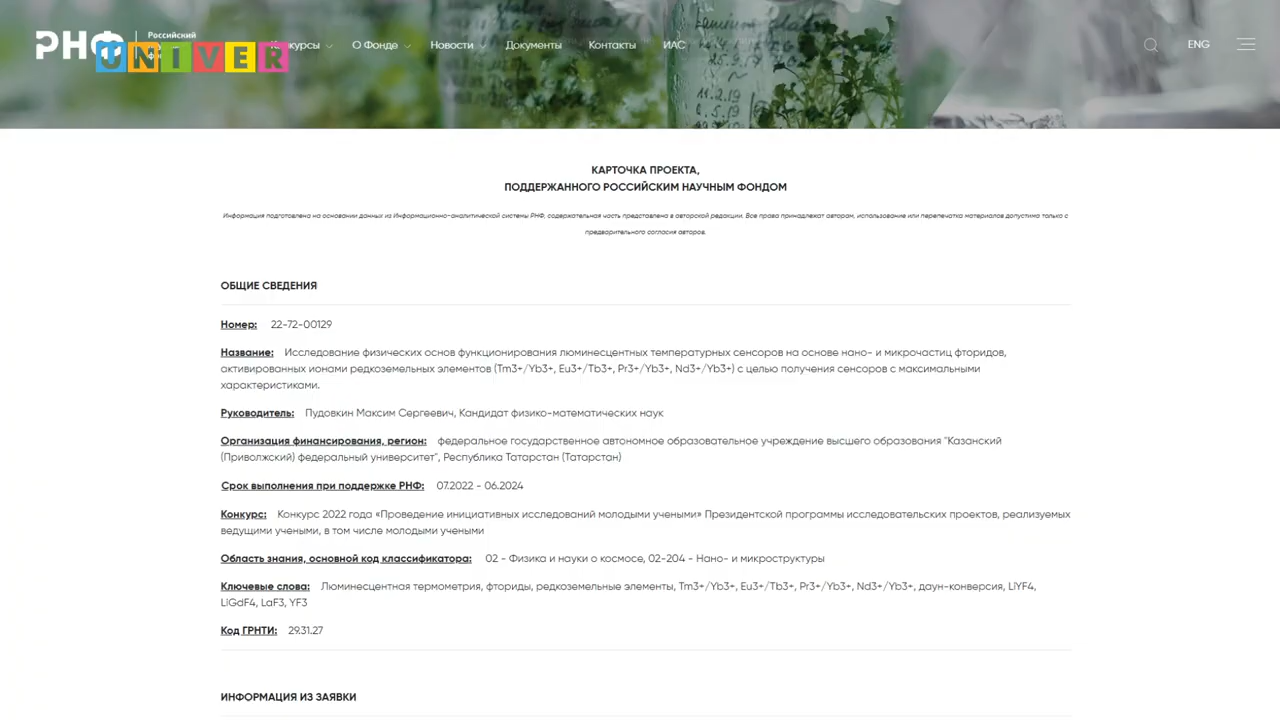 РНФ
Российский
UNIVER
Конкурсы
О Фонде
Новости
Документы
Контакты
ИАС
ENG
КАРТОЧКА ПРОЕКТА,
ПОДДЕРЖАННОГО РОССИЙСКИМ НАУЧНЫМ ФОНДОМ
Информация подготовлена на основании данных из Информационно-аналитической системы РНФ, содержательная часть представлена в авторской редакции. Все права принадлежат авторам, использование или перепечатка материалов допустима только с
предварительного согласия авторов.
ОБЩИЕ СВЕДЕНИЯ
Номер: 22-72-00129
Название: Исследование физических основ функционирования люминесцентных температурных сенсоров на основе нано- и микрочастиц фторидов,
активированных ионами редкоземельных элементов (Tm3+/Yb3+, Eu3+/Tb3+, Pr3+/Yb3+, Nd3+/Yb3+) с целью получения сенсоров с максимальными
характеристиками.
Руководитель: Пудовкин Максим Сергеевич, Кандидат физико-математических наук
Организация финансирования, регион: федеральное государственное автономное образовательное учреждение высшего образования "Казанский
(Приволжский) федеральный университет", Республика Татарстан (Татарстан)
Срок выполнения при поддержке РНФ: 07.2022 - 06.2024
Конкурс: Конкурс 2022 года «Проведение инициативных исследований молодыми учеными» Президентской программы исследовательских проектов, реализуемых
ведущими учеными, в том числе молодыми учеными
Область знания, основной код классификатора: 02 - Физика и науки о космосе, 02-204 - Нано- и микроструктуры
Ключевые слова: Люминесцентная термометрия, фториды, редкоземельные элементы, Tm3+/Yb3+, Eu3+/Tb3+, Pr3+/Yb3+, Nd3+/Yb3+, даун-конверсия, LiYF4,
LiGdF4, LaF3, YF3
Код ГРНТИ: 29.31.27
ИНФОРМАЦИЯ ИЗ ЗАЯВКИ